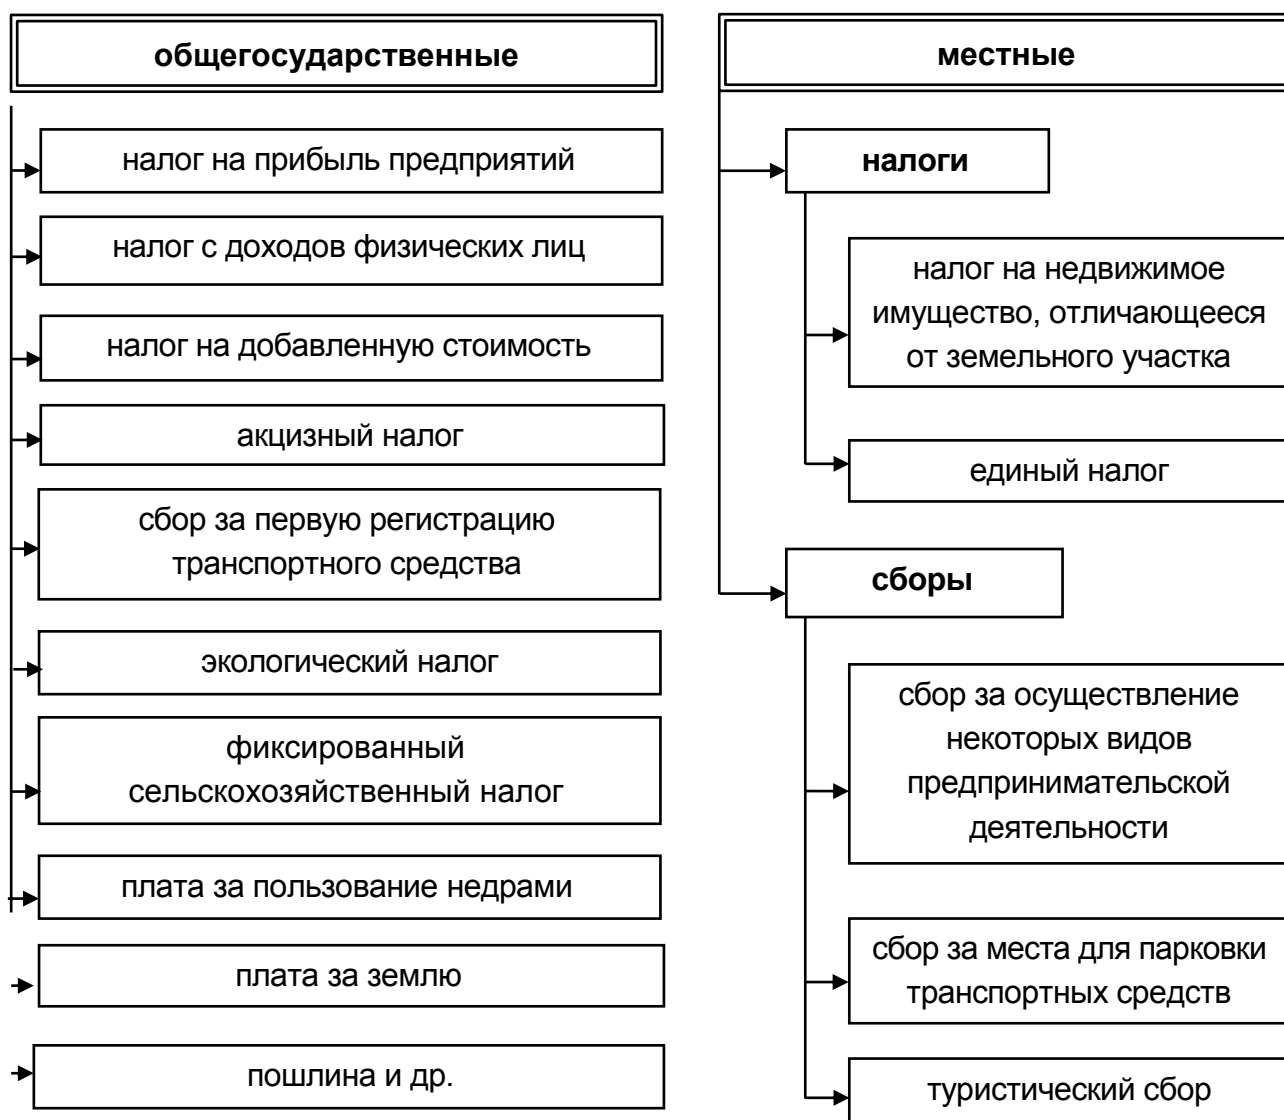 общегосударственные
налог на прибыль предприятий
налог с доходов физических лиц
налог на добавленную стоимость
акцизный налог
сбор за первую регистрацию
транспортного средства
экологический налог
фиксированный
сельскохозяйственный налог
плата за пользование недрами
плата за землю
пошлина и др.
местные
налоги
налог на недвижимое
имущество, отличающееся
от земельного участка
единый налог
сборы
сбор за осуществление
некоторых видов
предпринимательской
деятельности
сбор за места для парковки
транспортных средств
туристический сбор